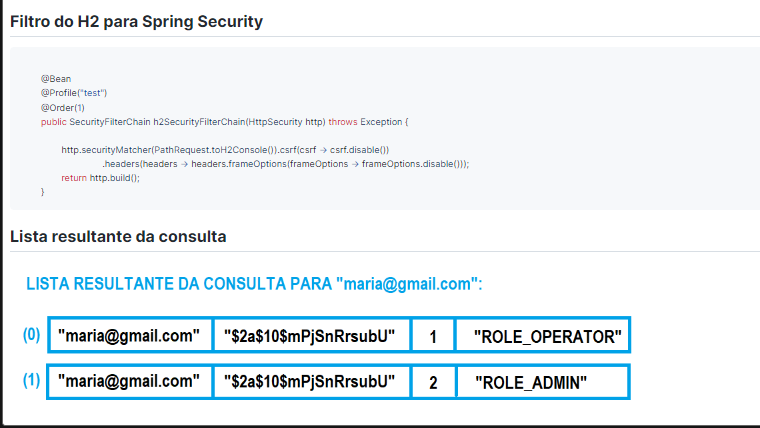 Filtro do H2 para Spring Security
@Bean
@Profile("test")
@Order(1)
public SecurityFilterChain h2SecurityFilterChain(HttpSecurity http) throws Exception {
http.securityMatcher(PathRequest.toH2Console()).csrf(csrf -> csrf.disable())
.headers(headers -> headers.frameOptions(frameOptions -> frameOptions.disable()));
return http.build();
}
Lista resultante da consulta
LISTA RESULTANTE DA CONSULTA PARA "maria@gmail.com":
(0) "maria@gmail.com" "$2a$10$mPjSnRrsubU" 1 "ROLE_OPERATOR"
(1) "maria@gmail.com" "$2a$10$mPjSnRrsubU" 2 "ROLE_ADMIN"